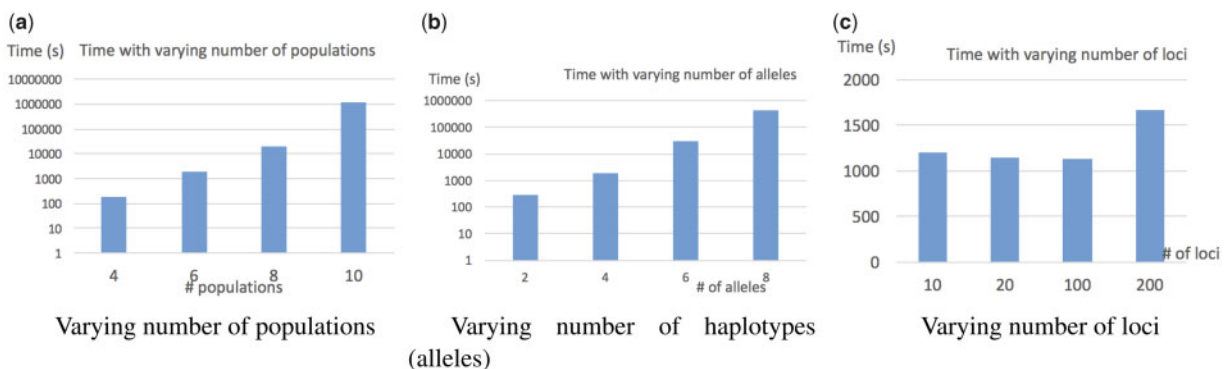 (a)
Time (s) Time with varying number of populations
10000000
1000000
100000
10000
1000
100
10
1
4 6 8 10
# populations
Varying number of populations
(b)
Time (s)
Time with varying number of alleles
1000000
100000
10000
1000
100
10
1
2 4 6 8
# of alleles
Varying number of haplotypes
(alleles)
(c)
Time (s)
Time with varying number of loci
2000
1500
1000
500
0
# of loci
10 20 100 200
Varying number of loci